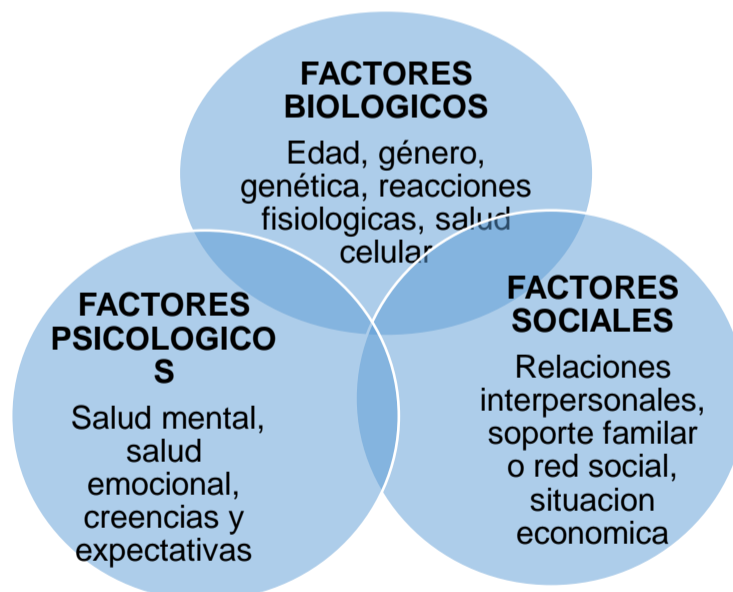 FACTORES
BIOLOGICOS
Edad, género,
genética, reacciones
fisiologicas, salud
celular
FACTORES
PSICOLOGICO
S
Salud mental,
salud
emocional,
creencias y
expectativas
FACTORES
SOCIALES
Relaciones
interpersonales,
soporte familar
o red social,
situacion
economica